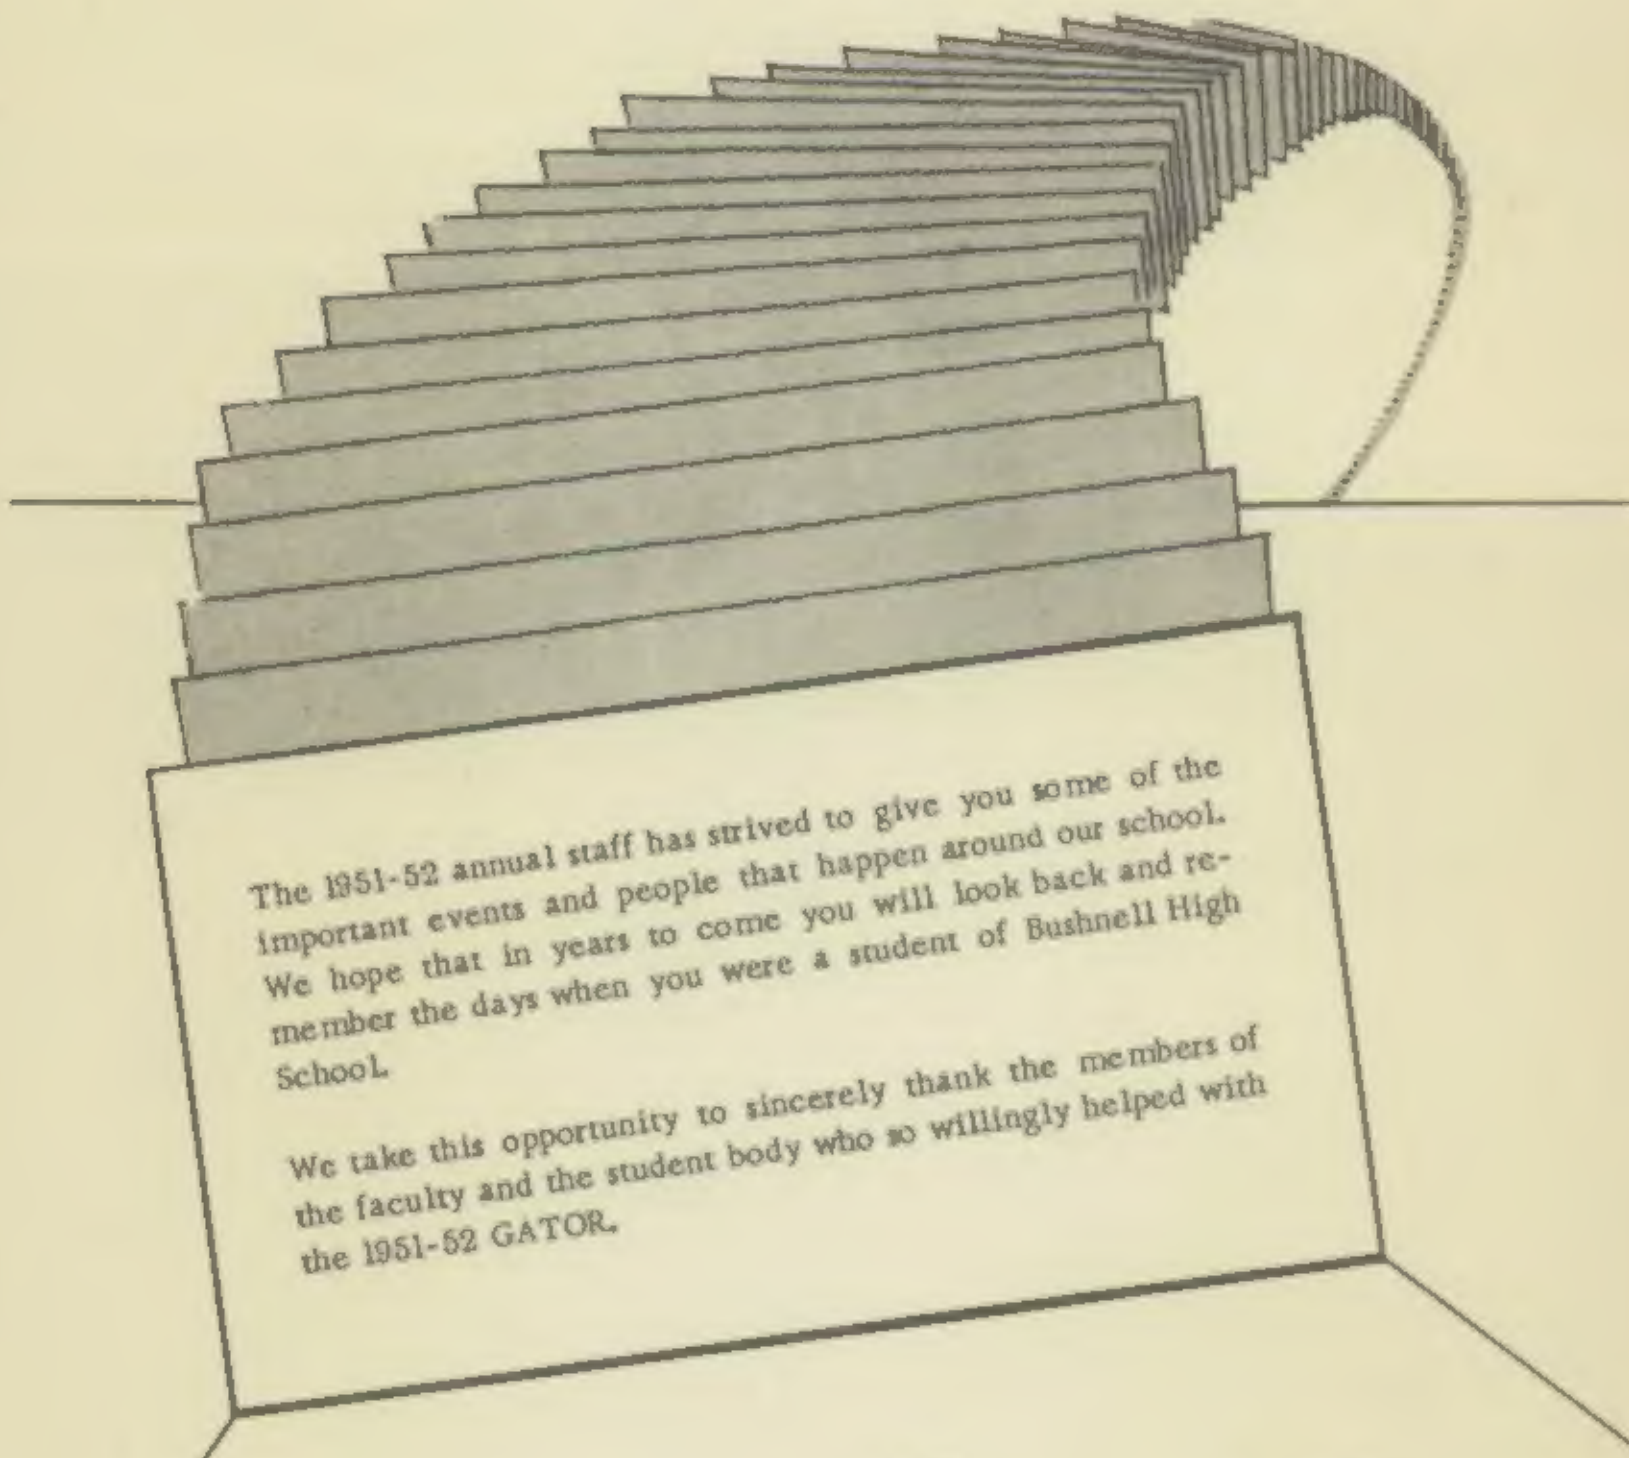 The 1951-52 annual staff has strived to give you some of the
important events and people that happen around our school.
We hope that in years to come you will look back and re-
member the days when you were a student of Bushnell High
School.
We take this opportunity to sincerely thank the members of
the faculty and the student body who so willingly helped with
the 1951-52 GATOR.